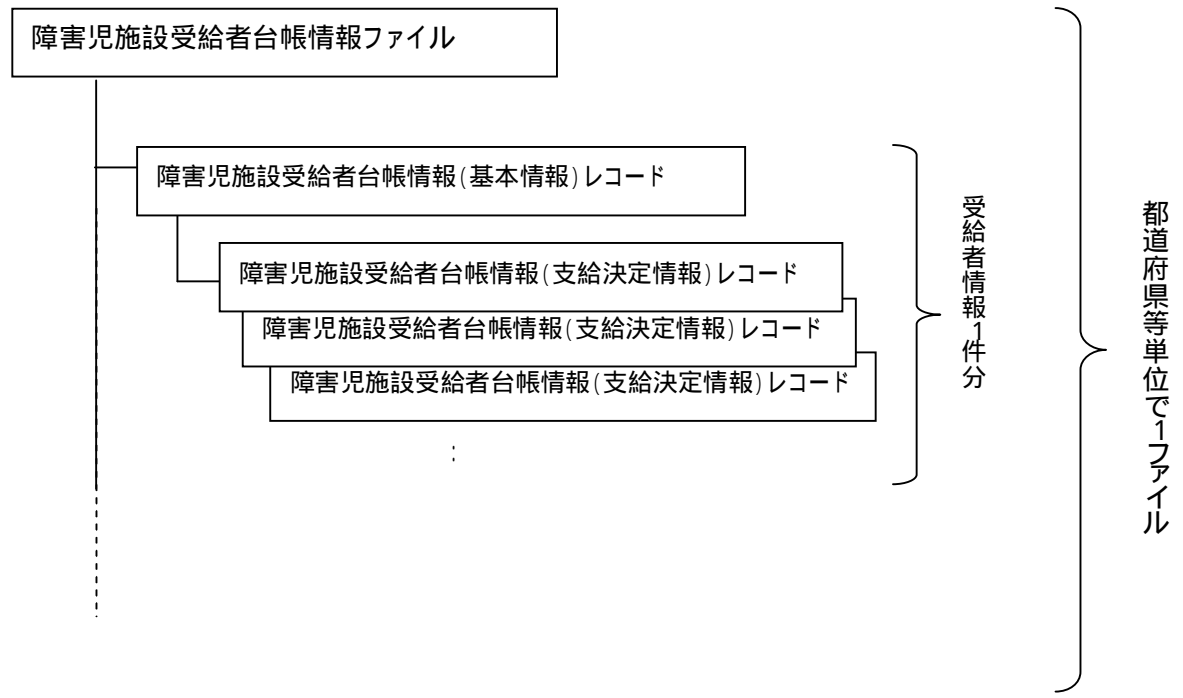 障害児施設受給者台帳情報ファイル
障害児施設受給者台帳情報(基本情報)レコード
障害児施設受給者台帳情報(支給決定情報)レコード
障害児施設受給者台帳情報(支給決定情報)レコード
障害児施設受給者台帳情報(支給決定情報)レコード
:
受給者情報1件分
都道府県等単位で1ファイル